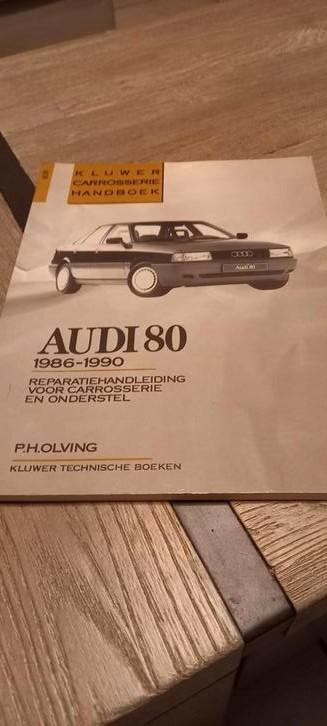 KLUWER
CARROSSERIE
HANDBOEK
Audi 80
AUDI 80
1986-1990
REPARATIEHANDLEIDING
VOOR CARROSSERIE
EN ONDERSTEL
P.H.OLVING
KLUWER TECHNISCHE BOEKEN